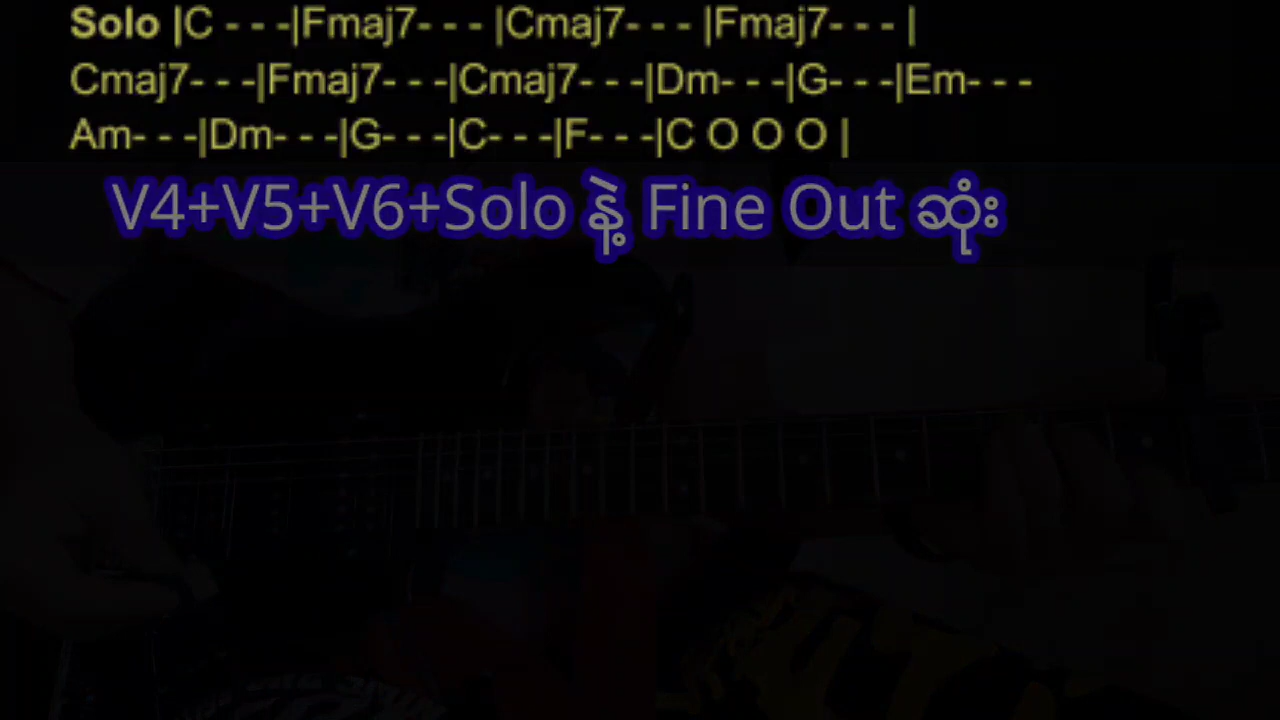 Solo |C - - -|Fmaj7- - - |Cmaj7- - - |Fmaj7- - - |
Cmaj7- - -|Fmaj7- - -|Cmaj7- - -|Dm- - -|G- - -|Em- - -
Am- - -|Dm- - -|G- - -|C- - -|F- - -|C O O O |
V4+V5+V6+Solo နဲ့ Fine Out ဆုံး